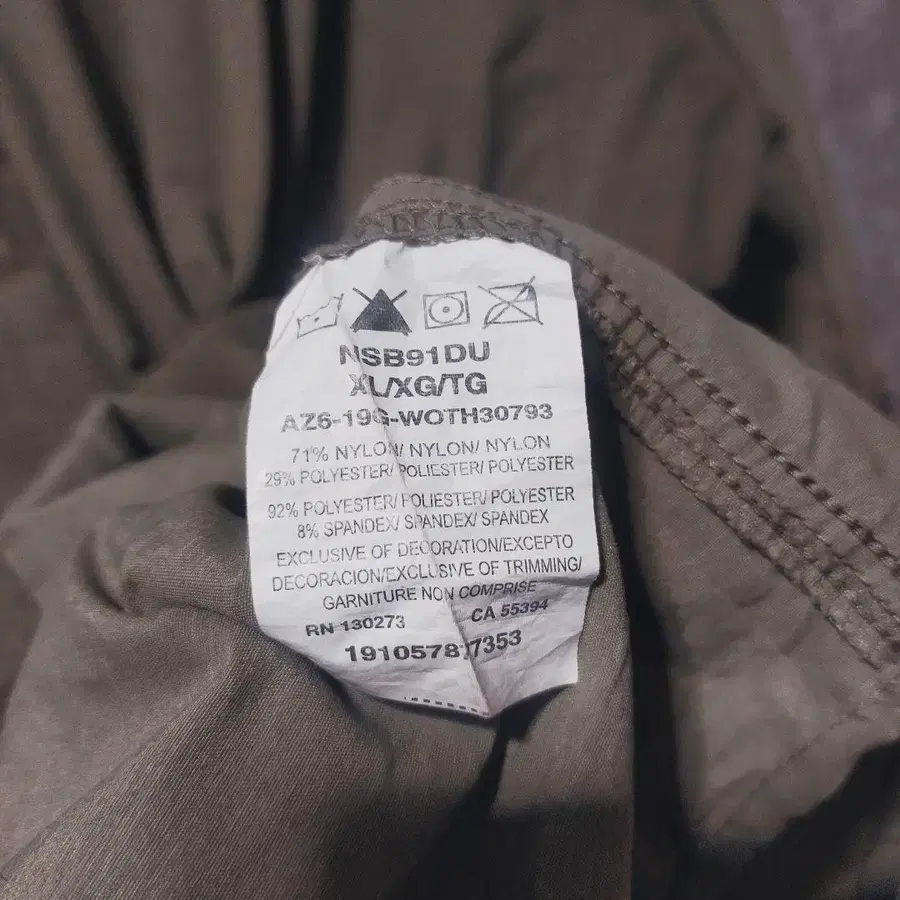 NSB91DU
XL/XG/TG
AZ6-19G-WOTH30793
71% NYLON/ NYLON/ NYLON
29% POLYESTER/ POLIESTER/ POLYESTER
92% POLYESTER/ POLIESTER/ POLYESTER
8% SPANDEX/ SPANDEX/ SPANDEX
EXCLUSIVE OF DECORATION/EXCEPTO
DECORACION/EXCLUSIVE OF TRIMMING/
GARNITURE NON COMPRISE
RN 130273 CA 55394